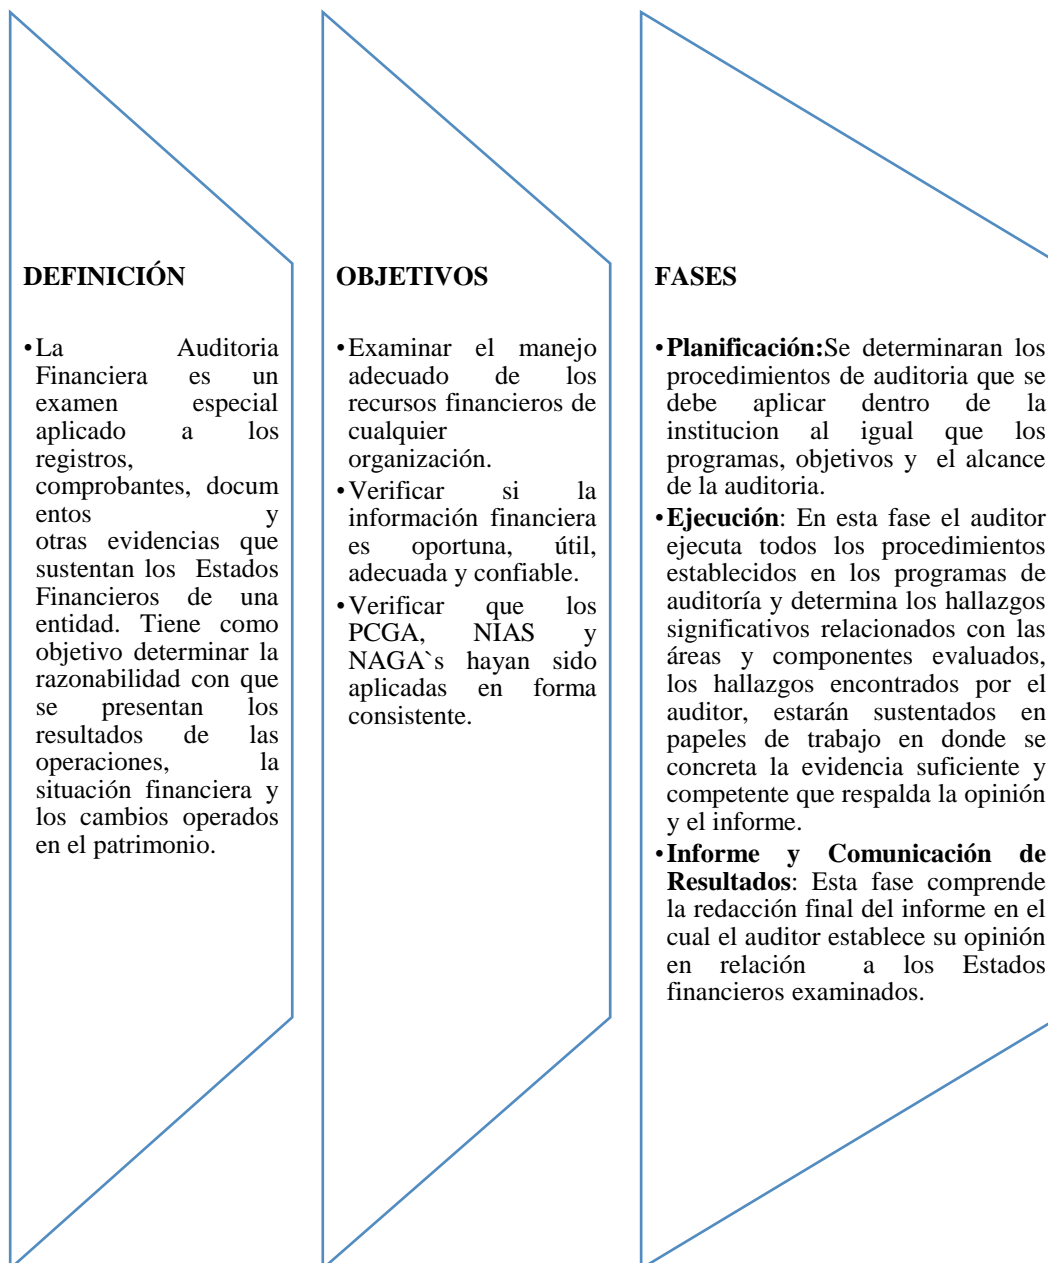 DEFINICIÓN
•La Auditoria
Financiera es un
examen especial
aplicado a los
registros,
comprobantes, docum
entos y
otras evidencias que
sustentan los Estados
Financieros de una
entidad. Tiene como
objetivo determinar la
razonabilidad con que
se presentan los
resultados de las
operaciones, la
situación financiera y
los cambios operados
en el patrimonio.
OBJETIVOS
•Examinar el manejo
adecuado de los
recursos financieros de
cualquier
organización.
•Verificar si la
información financiera
es oportuna, útil,
adecuada y confiable.
•Verificar que los
PCGA, NIAS y
NAGA`s hayan sido
aplicadas en forma
consistente.
FASES
•Planificación:Se determinaran los
procedimientos de auditoria que se
debe aplicar dentro de la
institucion al igual que los
programas, objetivos y el alcance
de la auditoria.
•Ejecución: En esta fase el auditor
ejecuta todos los procedimientos
establecidos en los programas de
auditoría y determina los hallazgos
significativos relacionados con las
áreas y componentes evaluados,
los hallazgos encontrados por el
auditor, estarán sustentados en
papeles de trabajo en donde se
concreta la evidencia suficiente y
competente que respalda la opinión
y el informe.
•Informe y Comunicación de
Resultados: Esta fase comprende
la redacción final del informe en el
cual el auditor establece su opinión
en relación a los Estados
financieros examinados.